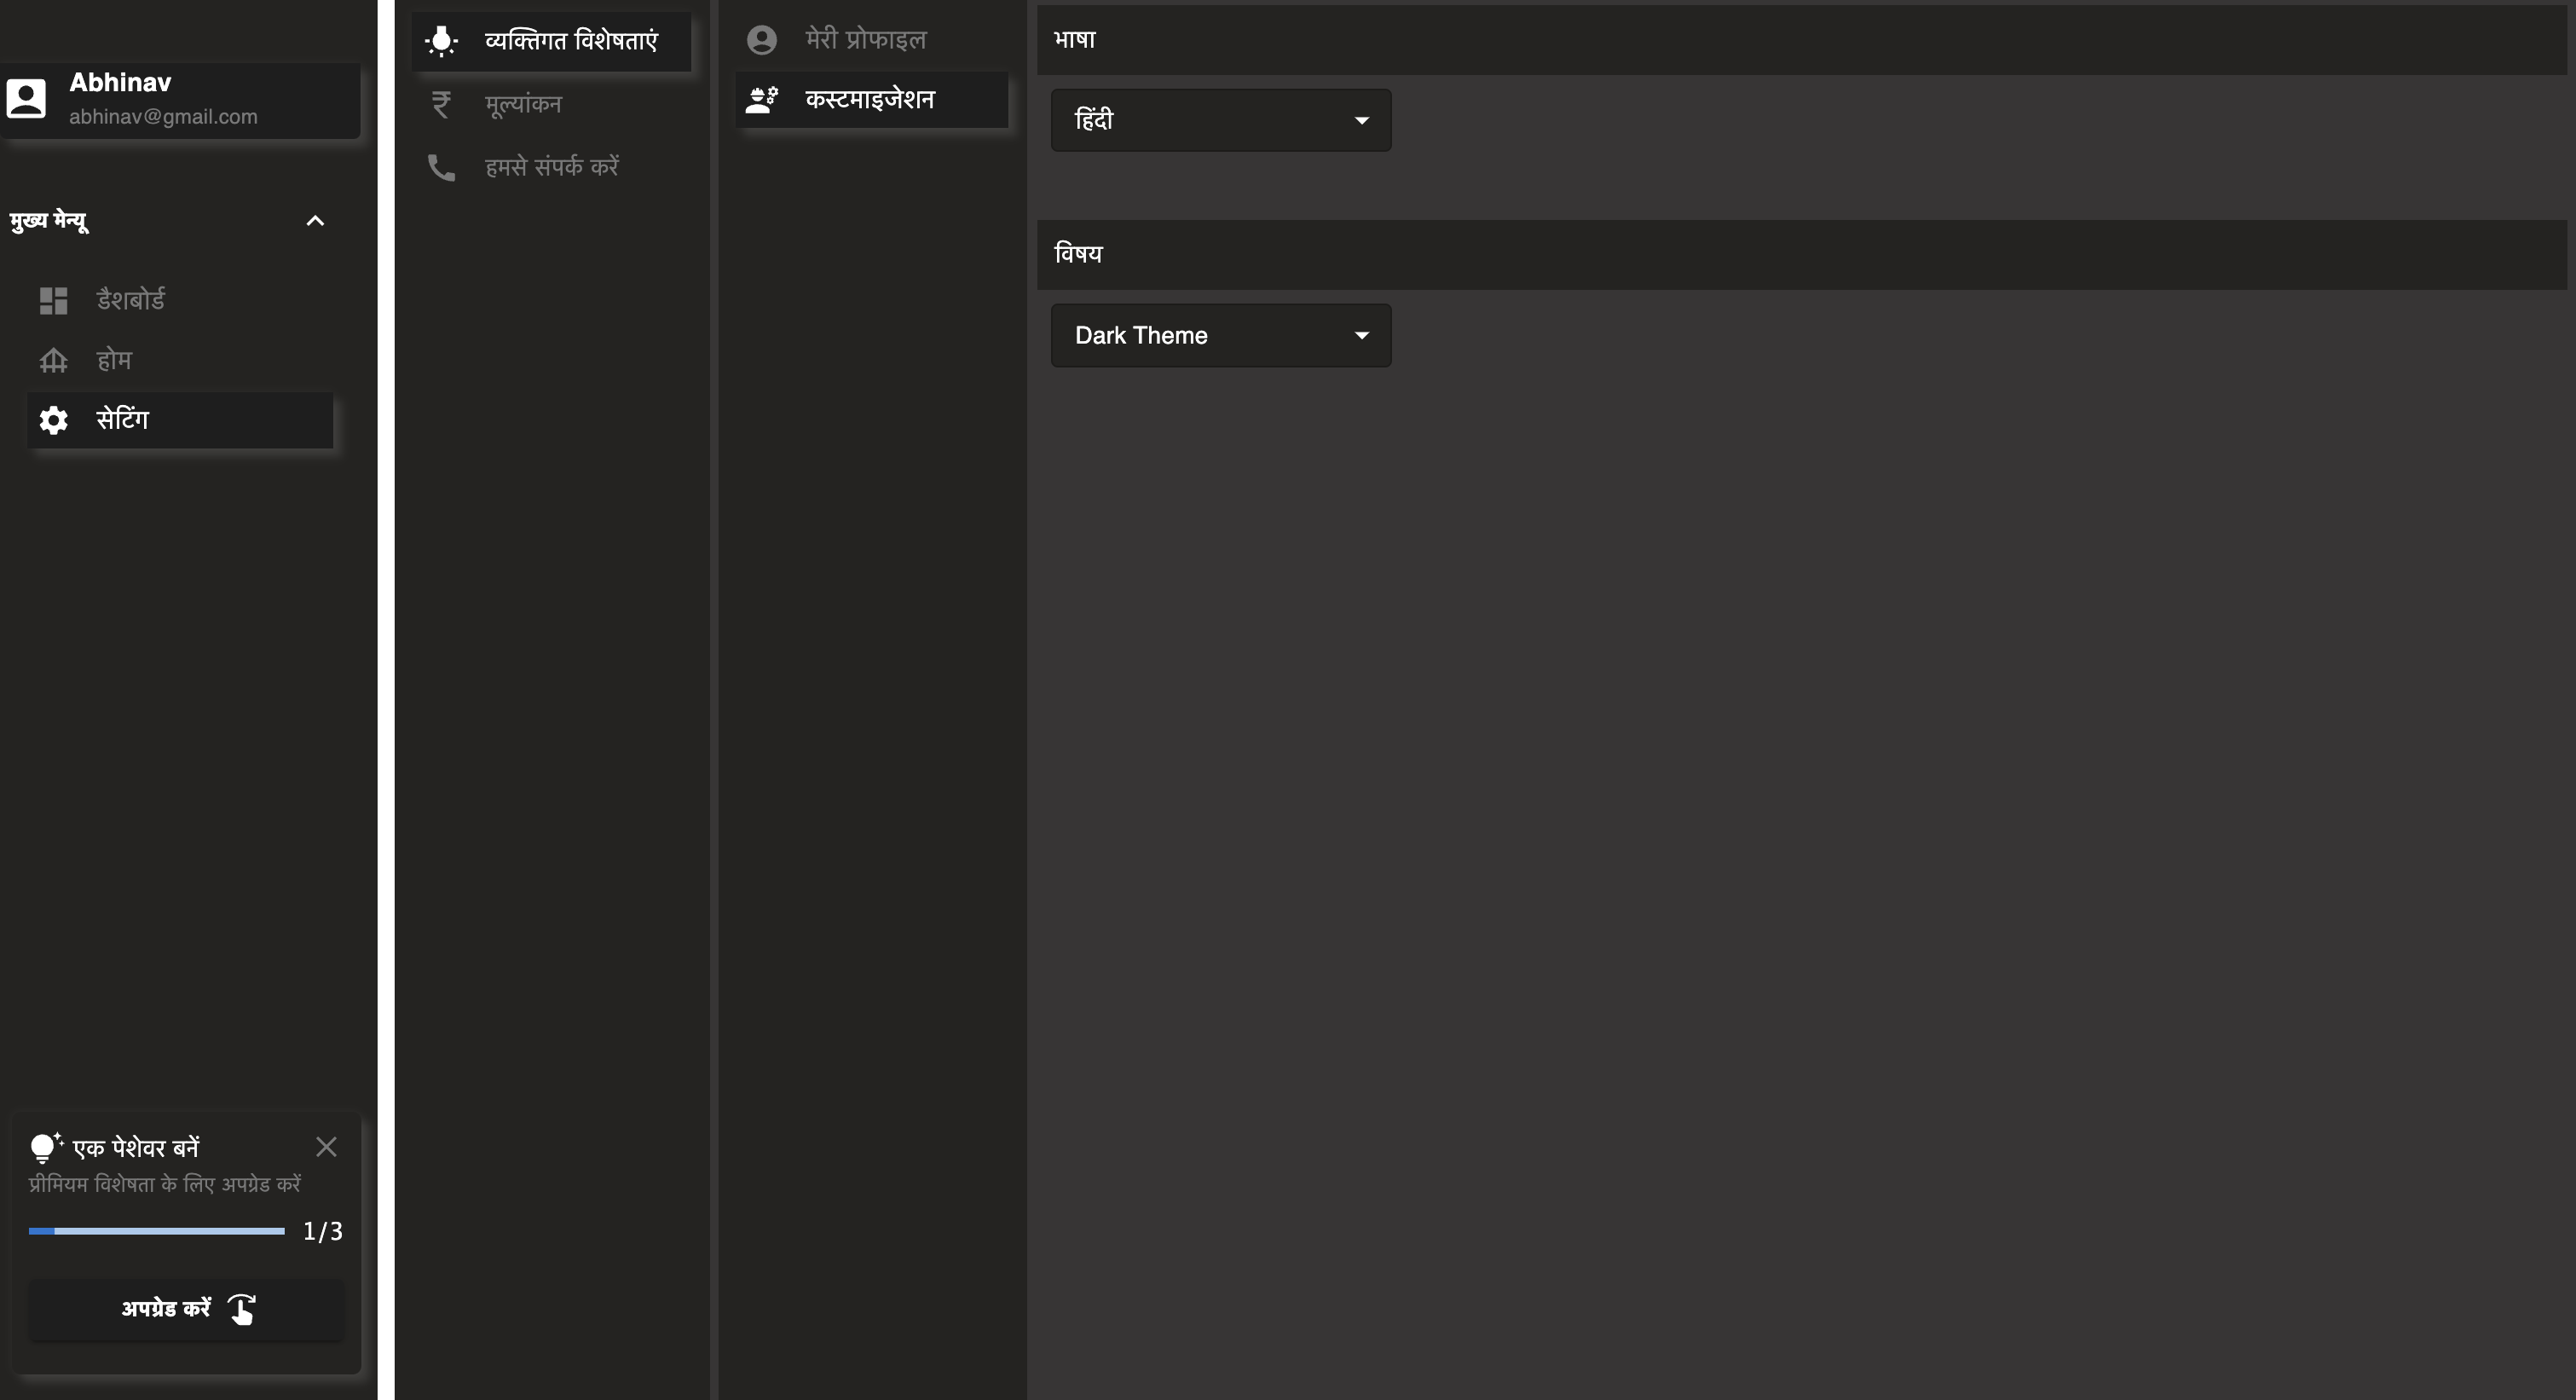 Abhinav
abhinav@gmail.com
मुख्य मेन्यू
डैशबोर्ड
होम
सेटिंग
एक पेशेवर बनें
प्रीमियम विशेषता के लिए अपग्रेड करें
1/3
अपग्रेड करें
व्यक्तिगत विशेषताएं
मूल्यांकन
हमसे संपर्क करें
मेरी प्रोफाइल
कस्टमाइजेशन
भाषा
हिंदी
विषय
Dark Theme